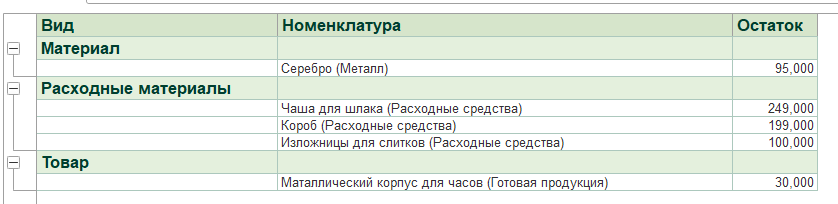 Вид Номенклатура Остаток
Материал
Серебро (Металл) 95,000
Расходные материалы
Чаша для шлака (Расходные средства) 249,000
Короб (Расходные средства) 199,000
Изложницы для слитков (Расходные средства) 100,000
Товар
Маталлический корпус для часов (Готовая продукция) 30,000